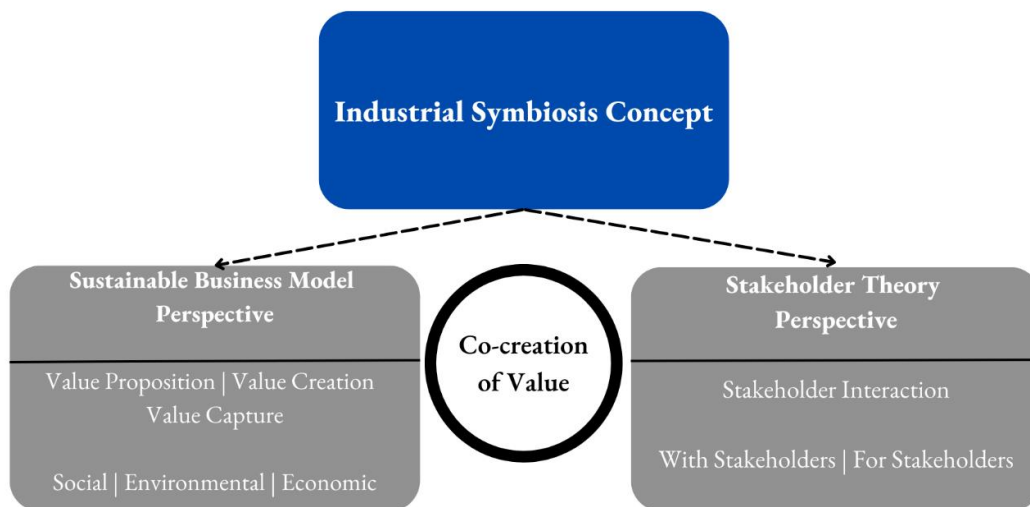 Industrial Symbiosis Concept
Sustainable Business Model
Perspective
Value Proposition | Value Creation
Value Capture
Social | Environmental | Economic
Co-creation
of Value
Stakeholder Theory
Perspective
Stakeholder Interaction
With Stakeholders | For Stakeholders